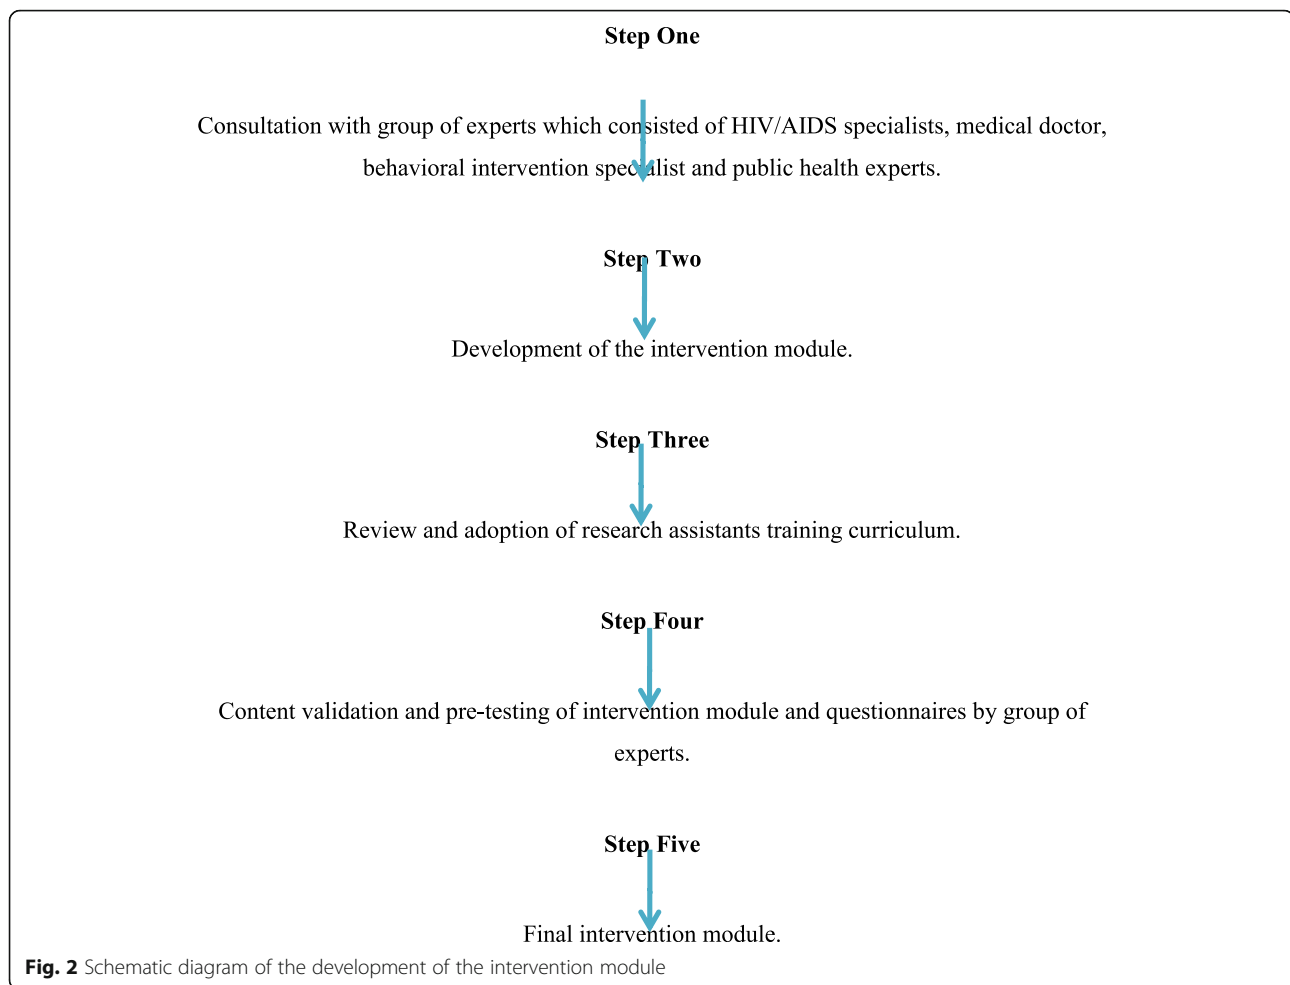 Step One
Consultation with group of experts which consisted of HIV/AIDS specialists, medical doctor,
behavioral intervention specialist and public health experts.
Step Two
Development of the intervention module.
Step Three
Review and adoption of research assistants training curriculum.
Step Four
Content validation and pre-testing of intervention module and questionnaires by group of
experts.
Step Five
Final intervention module.
Fig. 2 Schematic diagram of the development of the intervention module